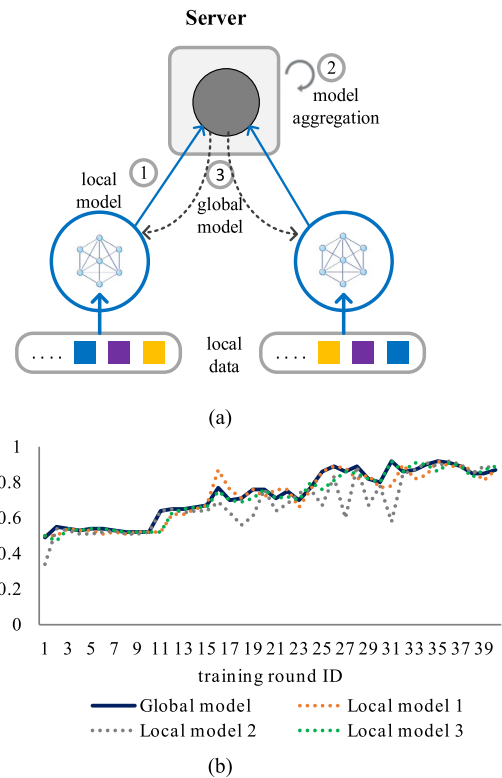 Server
2
model
aggregation
1
local
model
3
global
model
.... local
data ....
(a)
1
0.8
0.6
0.4
0.2
0
1 3 5 7 9 11 13 15 17 19 21 23 25 27 29 31 33 35 37 39
training round ID
Global model Local model 1
Local model 2 Local model 3
(b)